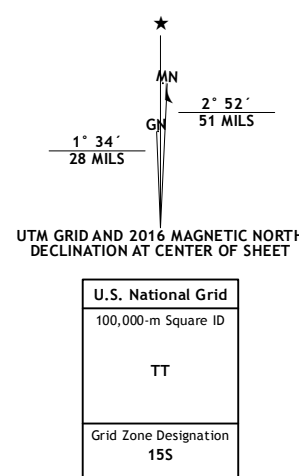 ★
MN
GN
2° 52´
51 MILS
1° 34´
28 MILS
UTM GRID AND 2016 MAGNETIC NORTH
DECLINATION AT CENTER OF SHEET
U.S. National Grid
100,000-m Square ID
TT
Grid Zone Designation
15S